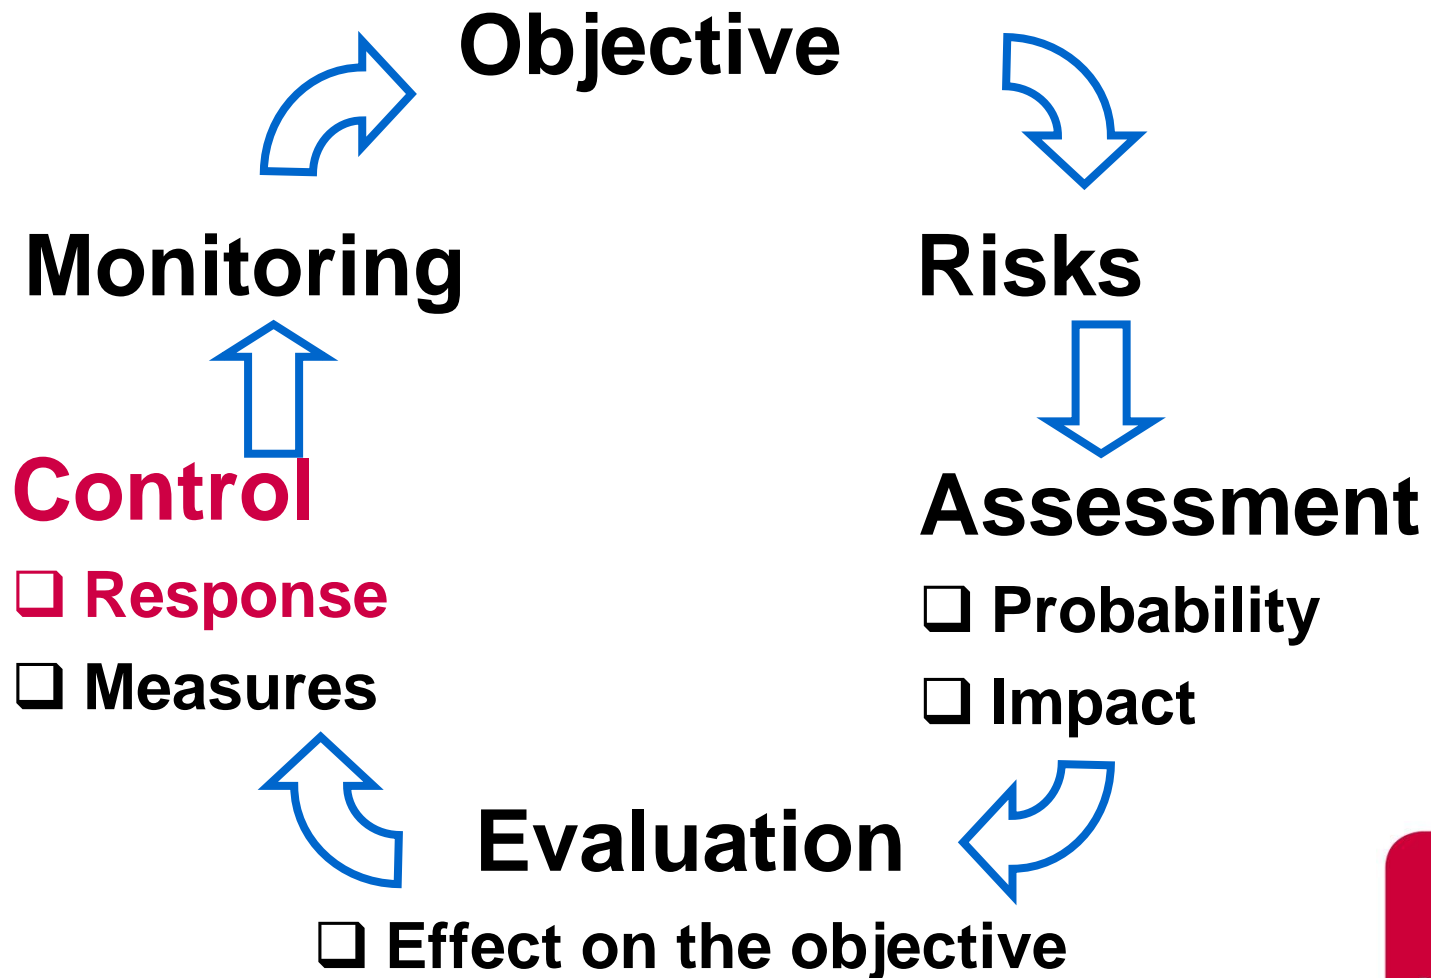 Objective
Monitoring
Risks
Control
❑ Response
❑ Measures
Assessment
❑ Probability
❑ Impact
Evaluation
❑ Effect on the objective